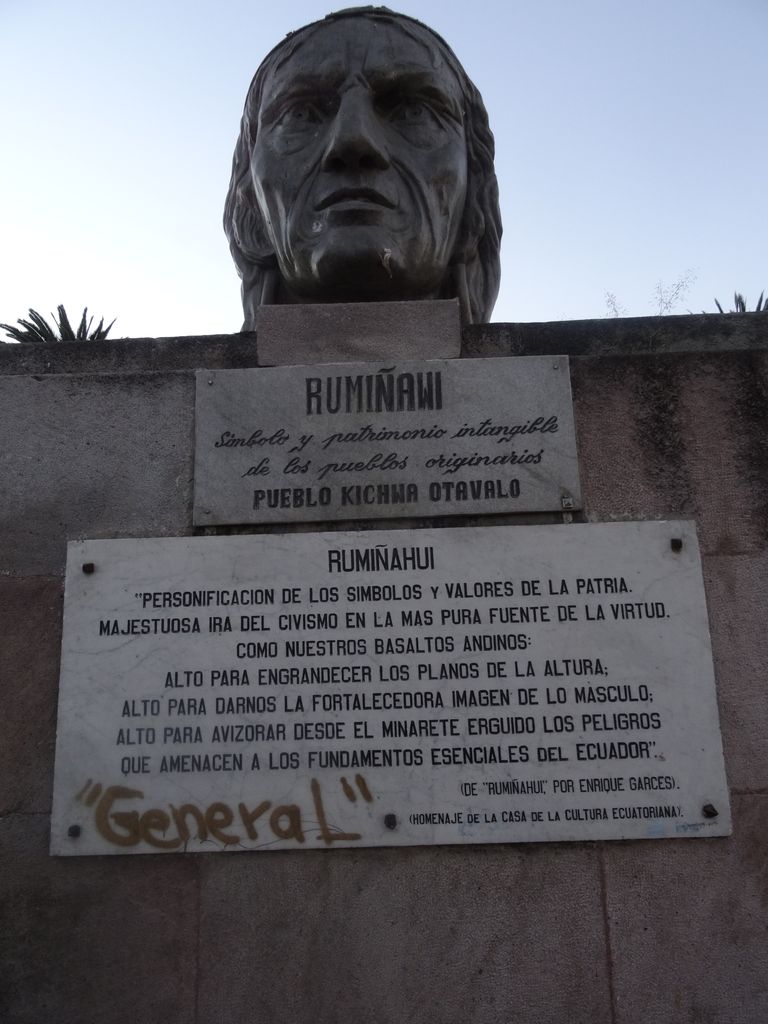 RUMIÑAWI
Símbolo y patrimonio intangible
de los pueblos originarios
PUEBLO KICHWA OTAVALO
RUMIÑAHUI
"PERSONIFICACION DE LOS SIMBOLOS Y VALORES DE LA PATRIA.
MAJESTUOSA IRA DEL CIVISMO EN LA MAS PURA FUENTE DE LA VIRTUD.
COMO NUESTROS BASALTOS ANDINOS:
ALTO PARA ENGRANDECER LOS PLANOS DE LA ALTURA;
ALTO PARA DARNOS LA FORTALECEDORA IMAGEN DE LO MASCULO;
ALTO PARA AVIZORAR DESDE EL MINARETE ERGUIDO LOS PELIGROS
QUE AMENACEN A LOS FUNDAMENTOS ESENCIALES DEL ECUADOR".
(DE "RUMIÑAHUI," POR ENRIQUE GARCES).
(HOMENAJE DE LA CASA DE LA CULTURA ECUATORIANA).
"General"